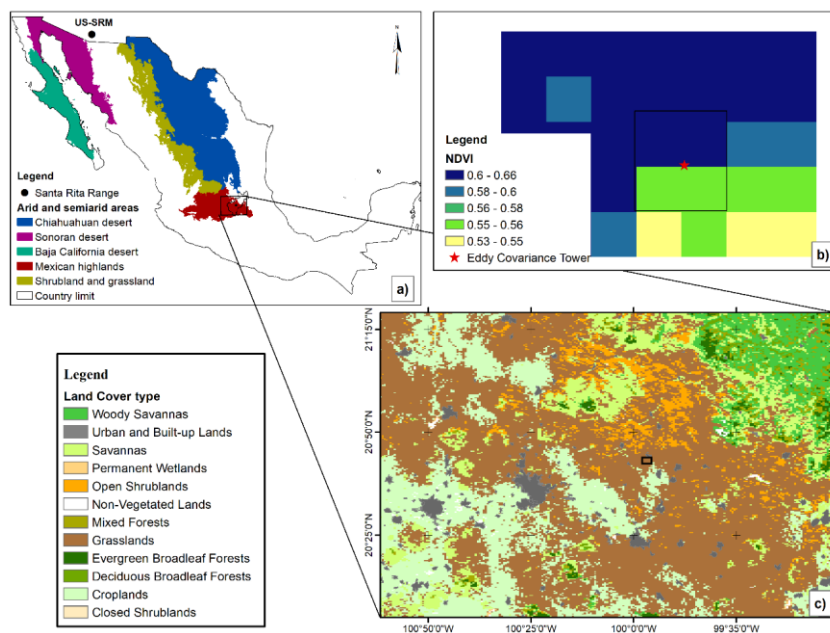 US-SRM
N
Legend
Santa Rita Range
Arid and semiarid areas
Chiahuahuan desert
Sonoran desert
Baja California desert
Mexican highlands
Shrubland and grassland
Country limit
a)
Legend
NDVI
0.6 - 0.66
0.58 - 0.6
0.56 - 0.58
0.55 - 0.56
0.53 - 0.55
Eddy Covariance Tower
b)
Legend
Land Cover type
Woody Savannas
Urban and Built-up Lands
Savannas
Permanent Wetlands
Open Shrublands
Non-Vegetated Lands
Mixed Forests
Grasslands
Evergreen Broadleaf Forests
Deciduous Broadleaf Forests
Croplands
Closed Shrublands
21°15'0"N
20°50'0"N
20°25'0"N
c)
100°50'0"W
100°25'0"W
100°0'0"W
99°35'0"W